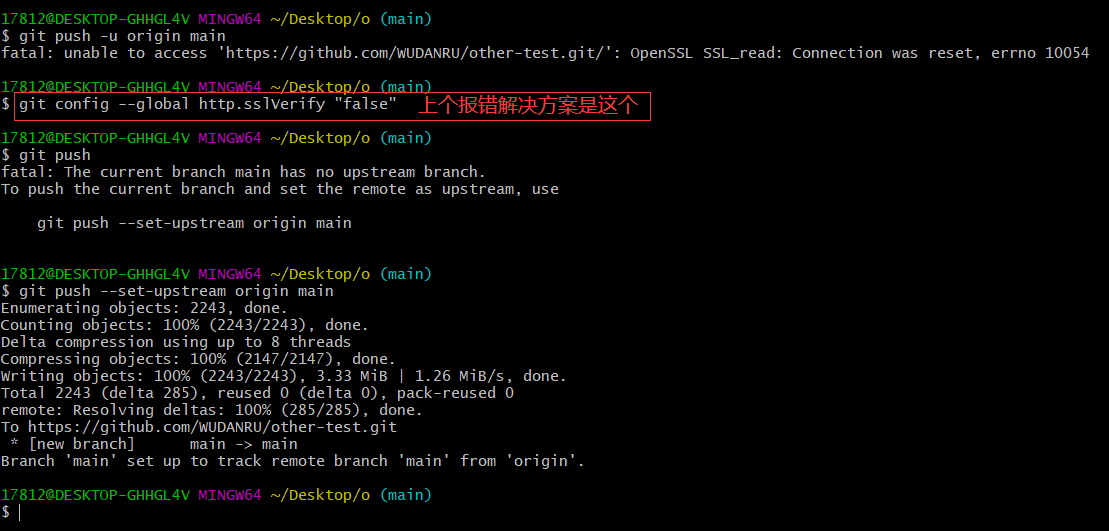 17812@DESKTOP-GHHGL4V MINGW64 ~/Desktop/o (main)
$ git push -u origin main
fatal: unable to access 'https://github.com/WUDANRU/other-test.git/': OpenSSL SSL_read: Connection was reset, errno 10054
17812@DESKTOP-GHHGL4V MINGW64 ~/Desktop/o (main)
$ git config --global http.sslVerify "false" 上个报错解决方案是这个
17812@DESKTOP-GHHGL4V MINGW64 ~/Desktop/o (main)
$ git push
fatal: The current branch main has no upstream branch.
To push the current branch and set the remote as upstream, use
git push --set-upstream origin main
17812@DESKTOP-GHHGL4V MINGW64 ~/Desktop/o (main)
$ git push --set-upstream origin main
Enumerating objects: 2243, done.
Counting objects: 100% (2243/2243), done.
Delta compression using up to 8 threads
Compressing objects: 100% (2147/2147), done.
Writing objects: 100% (2243/2243), 3.33 MiB | 1.26 MiB/s, done.
Total 2243 (delta 285), reused 0 (delta 0), pack-reused 0
remote: Resolving deltas: 100% (285/285), done.
To https://github.com/WUDANRU/other-test.git
* [new branch]      main -> main
Branch 'main' set up to track remote branch 'main' from 'origin'.
17812@DESKTOP-GHHGL4V MINGW64 ~/Desktop/o (main)
$